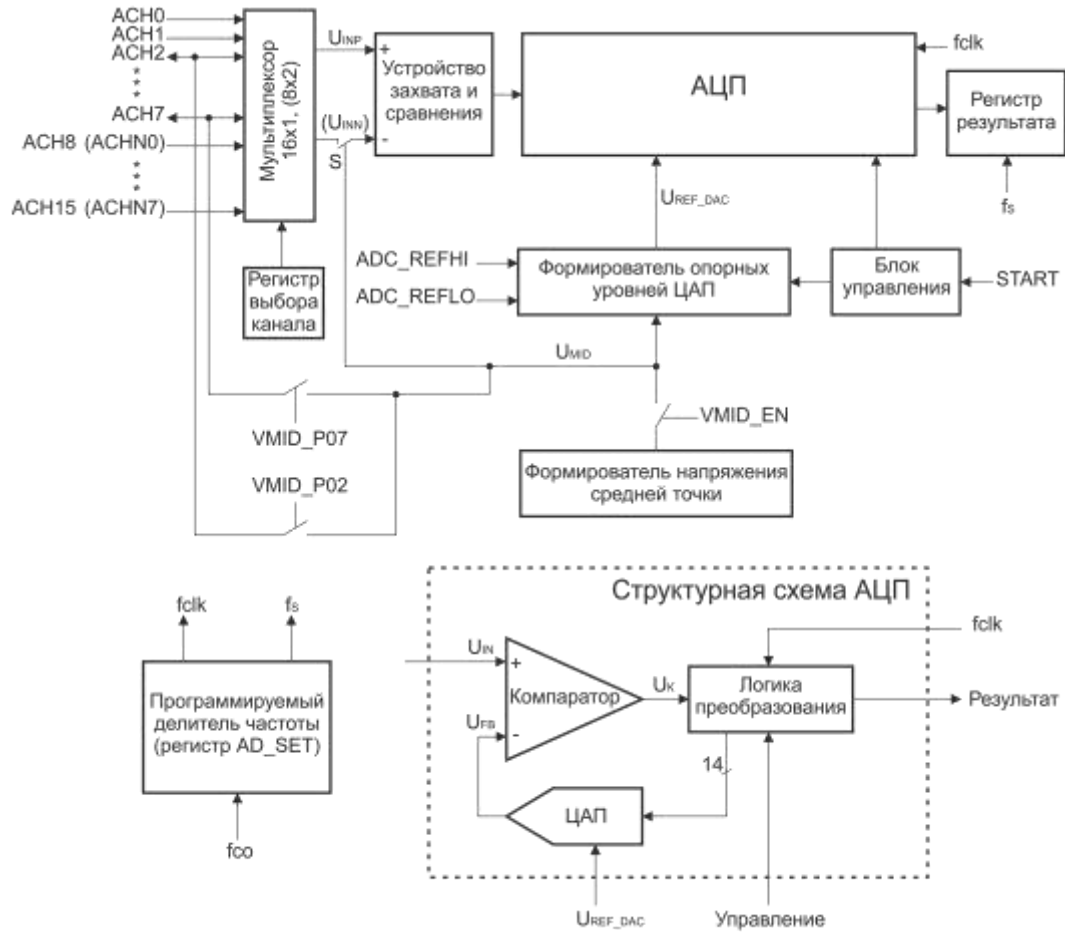 ACH0
ACH1
ACH2
***
ACH7
ACH8 (ACHN0)
***
ACH15 (ACHN7)
Мультиплексор
16x1, (8x2)
UINP
(UINN)
S
+
Устройство
захвата и
сравнения
-
АЦП
fclk
Регистр
результата
fs
UREF_DAC
Регистр
выбора
канала
ADC_REFHI
ADC_REFLO
Формирователь опорных
уровней ЦАП
Блок
управления
START
UMID
VMID_EN
VMID_P07
VMID_P02
Формирователь напряжения
средней точки
fclk
fs
Программируемый
делитель частоты
(регистр AD_SET)
fco
Структурная схема АЦП
UIN
+
Компаратор
UFB
-
UK
Логика
преобразования
fclk
Результат
14
ЦАП
UREF_DAC
Управление